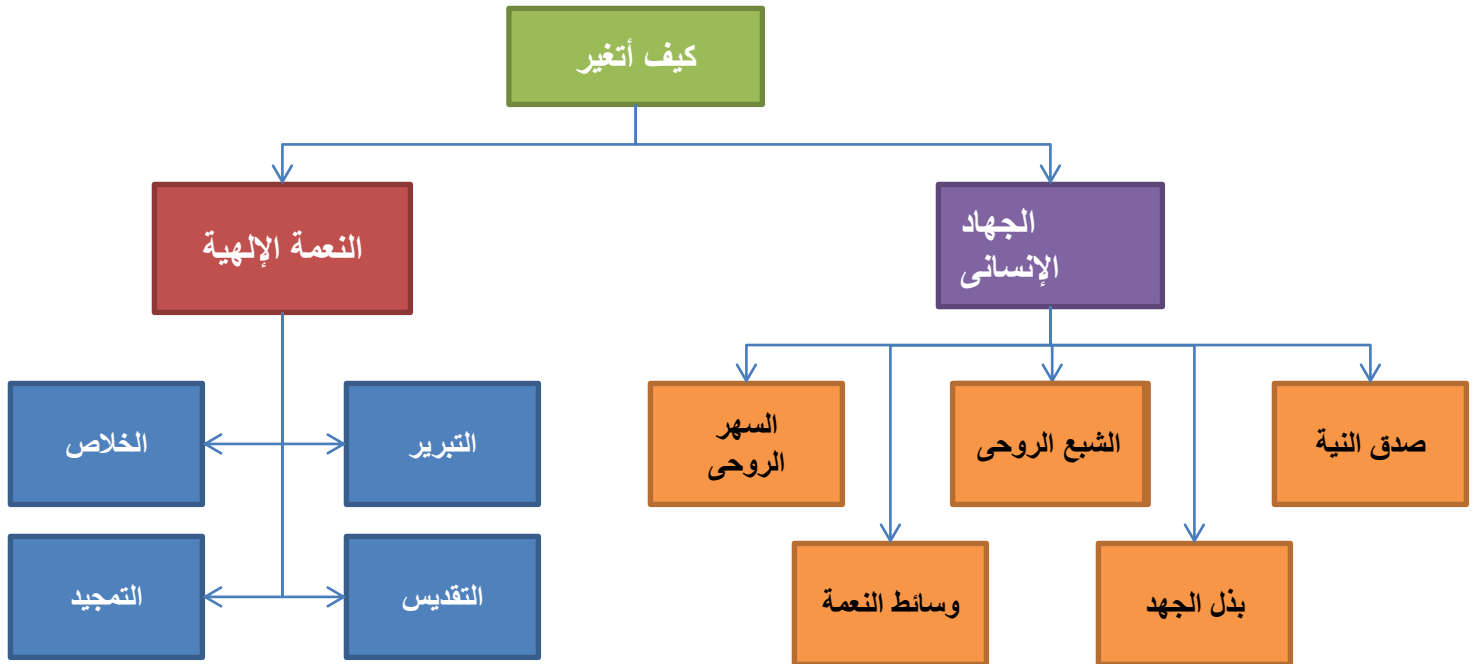 كيف أتغير
الجهاد
الإنسانى
النعمة الإلهية
صدق النية
الشبع الروحى
السهر
الروحى
التبرير
الخلاص
بذل الجهد
وسائط النعمة
التقديس
التمجيد